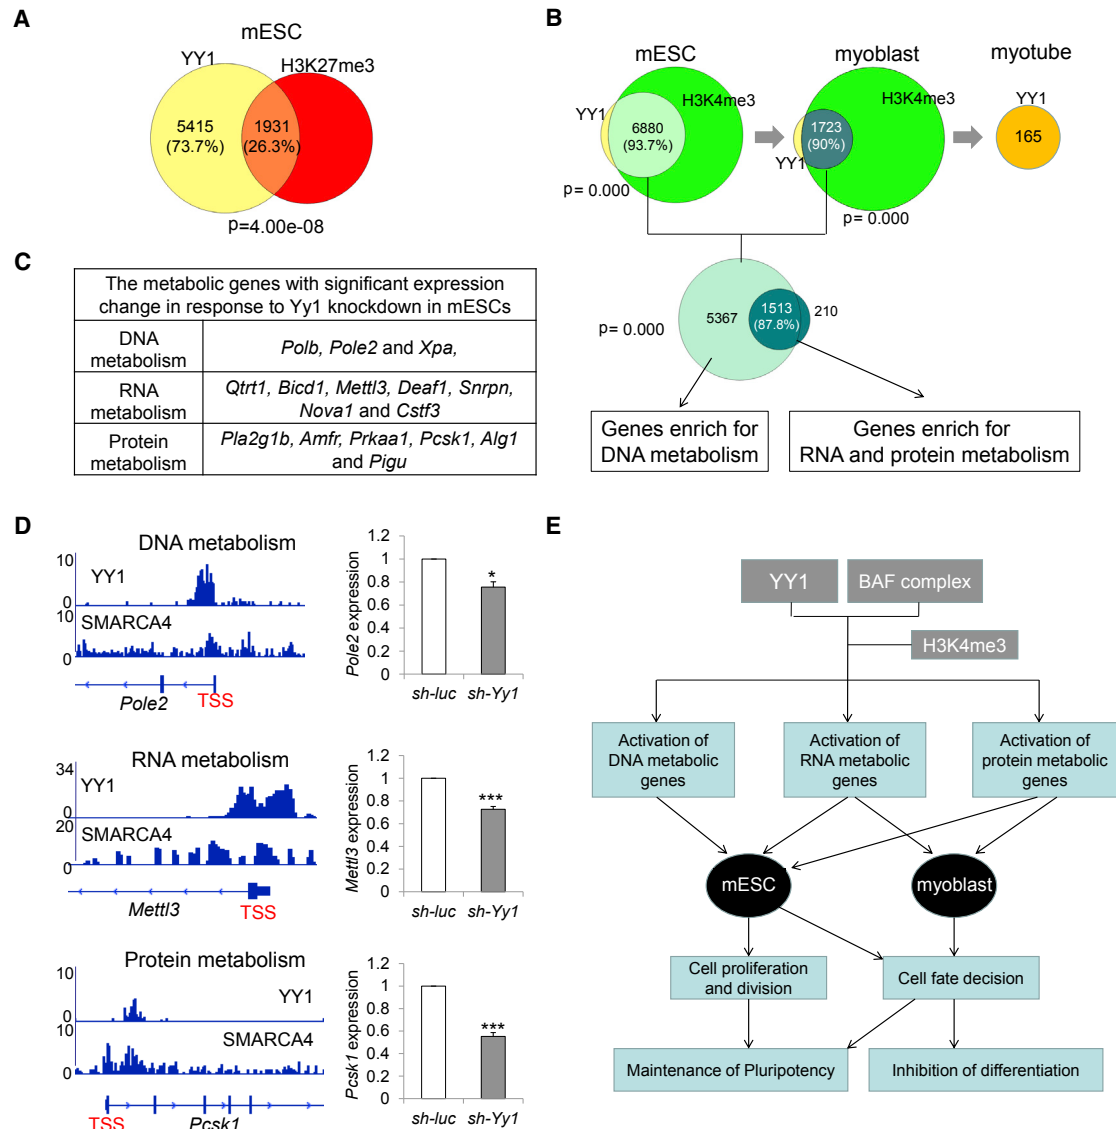 A
mESC
YY1
H3K27me3
5415
(73.7%)
1931
(26.3%)
p=4.00e-08
B
mESC
myoblast
myotube
YY1
H3K4me3
6880
(93.7%)
p= 0.000
H3K4me3
1723
(90%)
YY1
p= 0.000
YY1
165
5367
1513
(87.8%)
210
p= 0.000
Genes enrich for
DNA metabolism
Genes enrich for
RNA and protein metabolism
C
The metabolic genes with significant expression
change in response to Yy1 knockdown in mESCs
DNA
metabolism
Polb, Pole2 and Xpa,
RNA
metabolism
Qtrt1, Bicd1, Mettl3, Deaf1, Snrpn,
Nova1 and Cstf3
Protein
metabolism
Pla2g1b, Amfr, Prkaa1, Pcsk1, Alg1
and Pigu
D
DNA metabolism
10
YY1
0
10
SMARCA4
0
Pole2
TSS
Pole2 expression
1.2
1
0.8
0.6
0.4
0.2
0
*
sh-luc
sh-Yy1
RNA metabolism
34
YY1
0
20
SMARCA4
0
Mettl3
TSS
Mettl3 expression
1.2
1
0.8
0.6
0.4
0.2
0
***
sh-luc
sh-Yy1
Protein metabolism
10
YY1
0
10
SMARCA4
0
TSS
Pcsk1
Pcsk1 expression
1.2
1
0.8
0.6
0.4
0.2
0
***
sh-luc
sh-Yy1
E
YY1
BAF complex
H3K4me3
Activation of
DNA metabolic
genes
Activation of
RNA metabolic
genes
Activation of
protein metabolic
genes
mESC
myoblast
Cell proliferation
and division
Cell fate decision
Maintenance of Pluripotency
Inhibition of differentiation